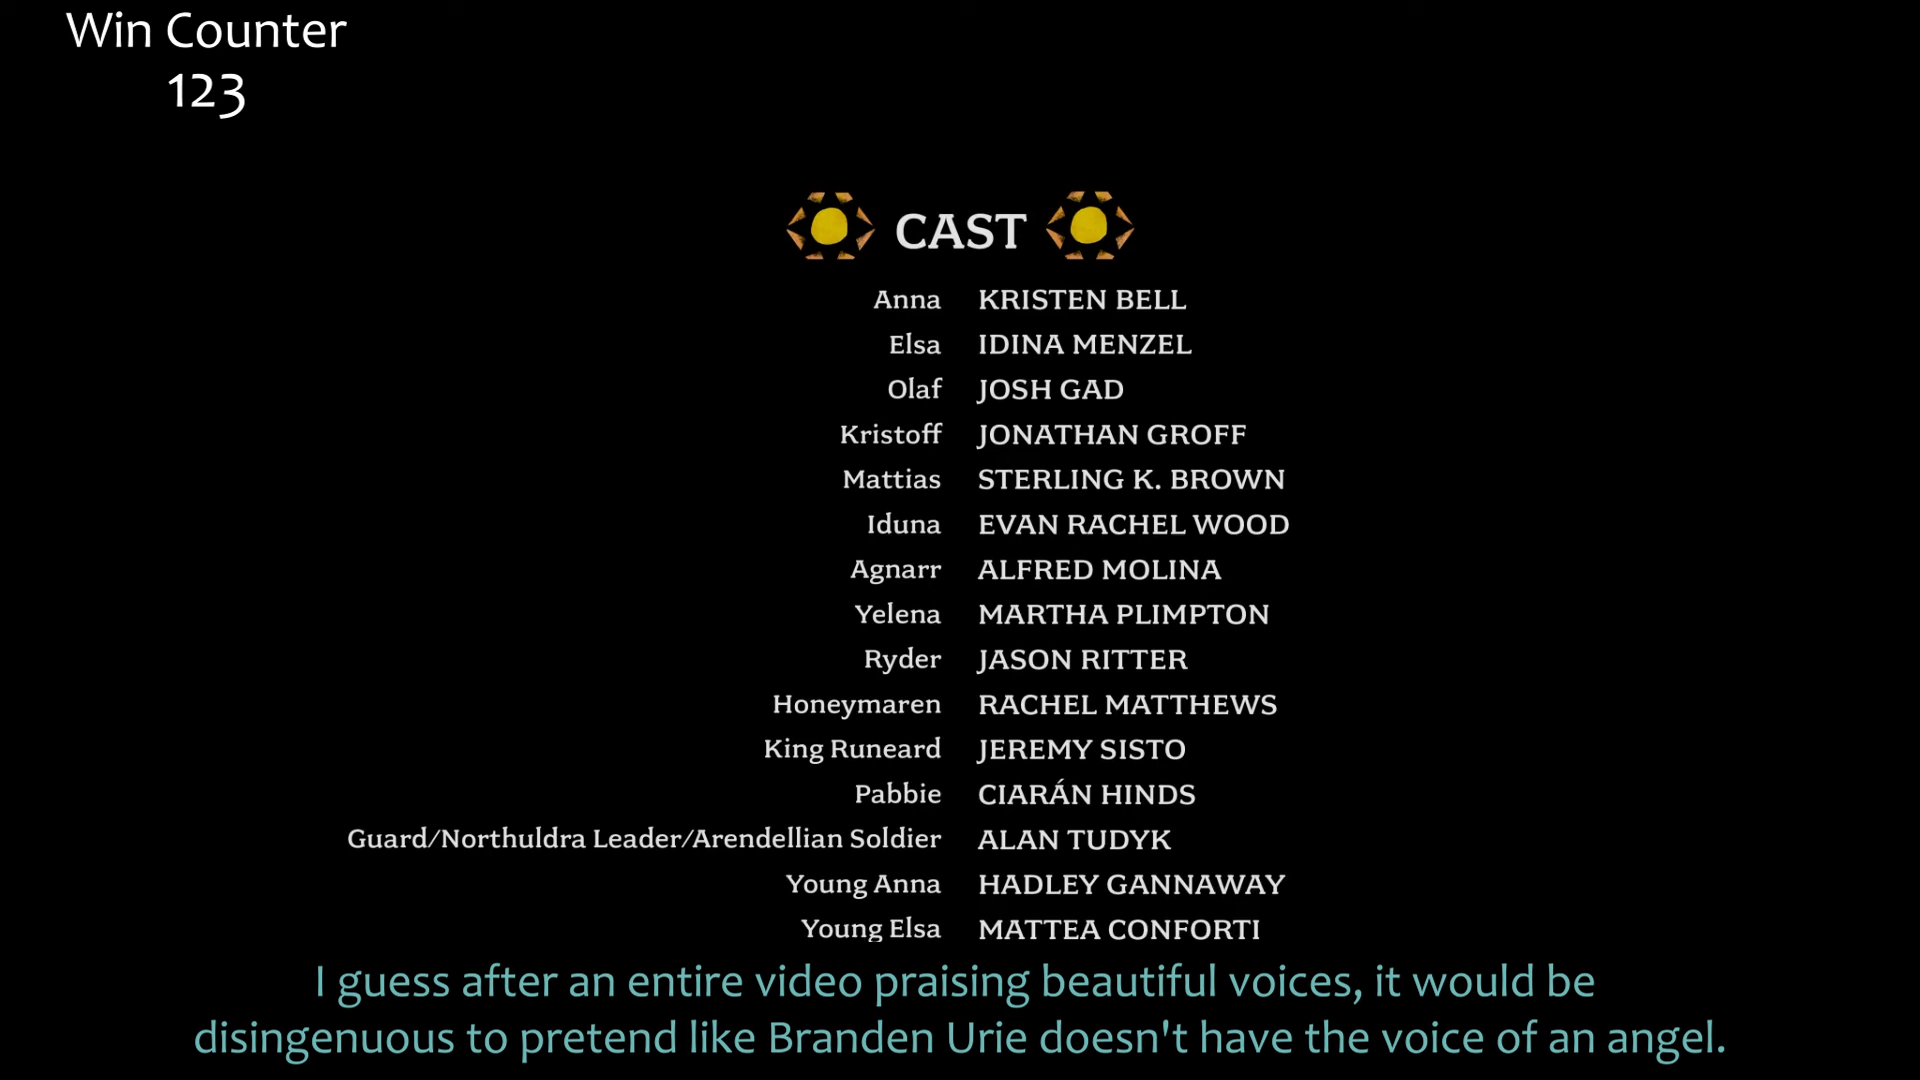 Win Counter
123
CAST
Anna KRISTEN BELL
Elsa IDINA MENZEL
Olaf JOSH GAD
Kristoff JONATHAN GROFF
Mattias STERLING K. BROWN
Iduna EVAN RACHEL WOOD
Agnarr ALFRED MOLINA
Yelena MARTHA PLIMPTON
Ryder JASON RITTER
Honeymaren RACHEL MATTHEWS
King Runeard JEREMY SISTO
Pabbie CIARÁN HINDS
Guard/Northuldra Leader/Arendellian Soldier ALAN TUDYK
Young Anna HADLEY GANNAWAY
Young Elsa MATTEA CONFORTI
I guess after an entire video praising beautiful voices, it would be
disingenuous to pretend like Branden Urie doesn't have the voice of an angel.